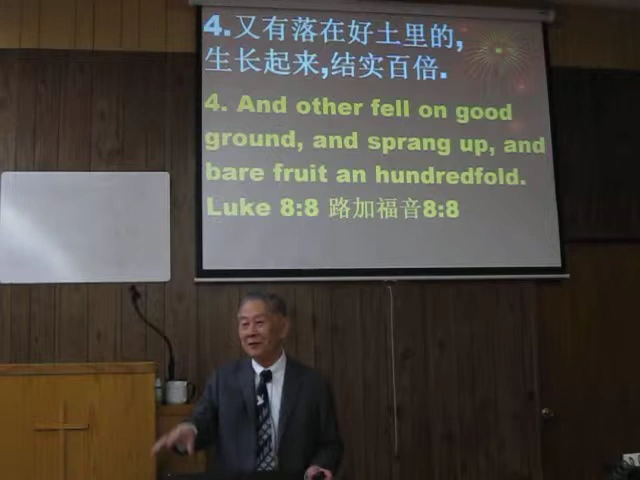 4.又有落在好土里的,
生长起来,结实百倍.
4. And other fell on good
ground, and sprang up, and
bare fruit an hundredfold.
Luke 8:8 路加福音8:8